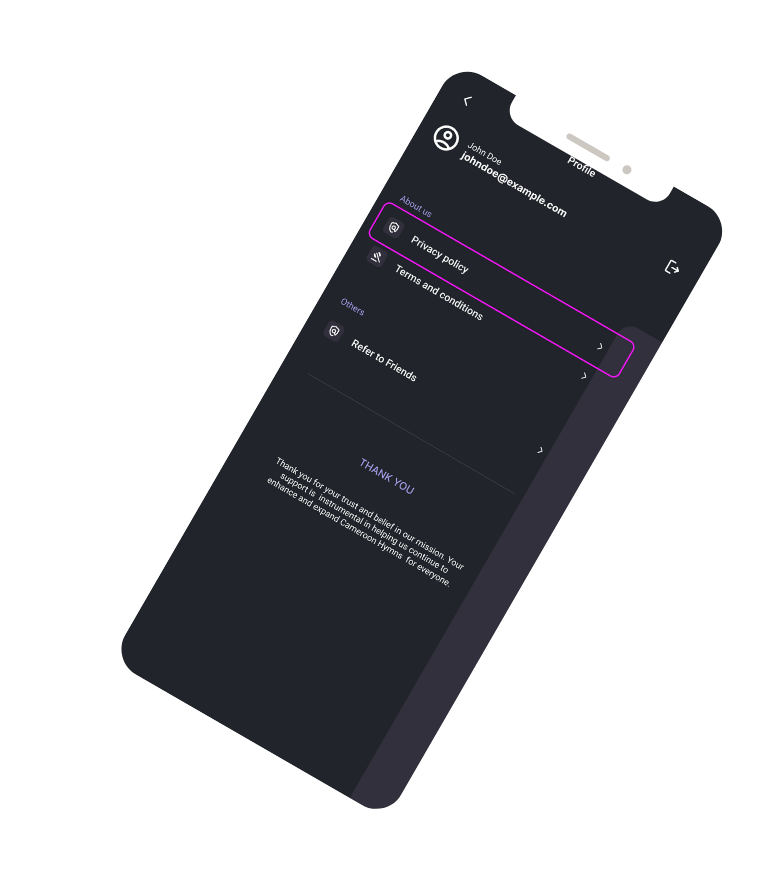 Profile
John Doe
johndoe@example.com
About us
Privacy policy
Terms and conditions
Others
Refer to Friends
THANK YOU
Thank you for your trust and belief in our mission. Your
support is instrumental in helping us continue to
enhance and expand Cameroon Hymns for everyone.